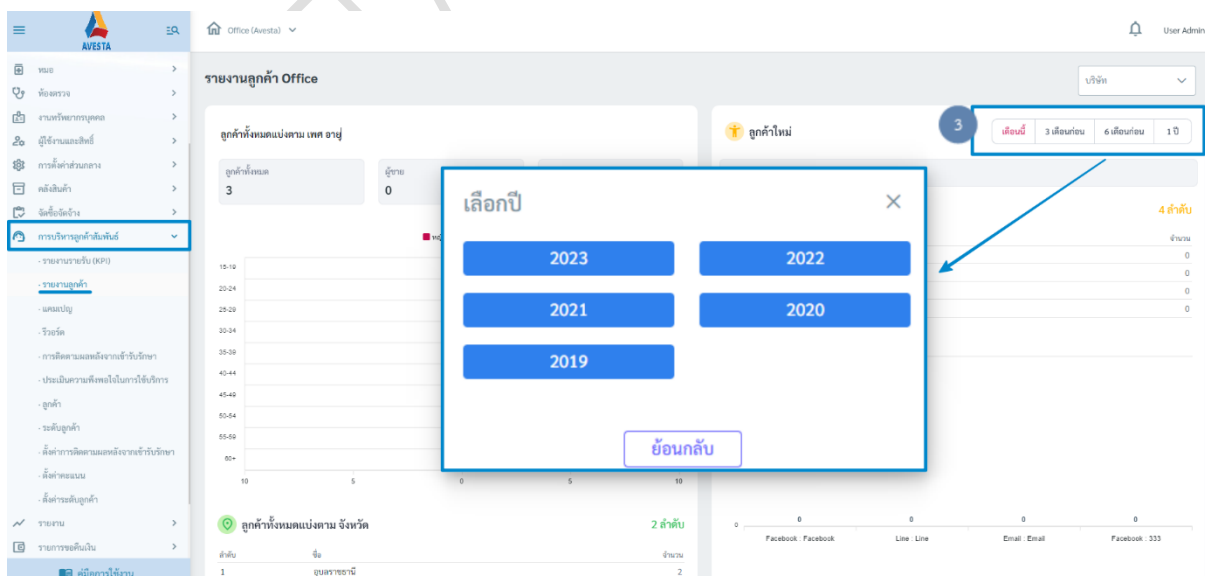 AVESTA
Office (Avesta)
User Admin
หมอ
ห้องตรวจ
งานทรัพยากรบุคคล
ผู้ใช้งานและสิทธิ์
การตั้งค่าส่วนกลาง
คลังสินค้า
จัดซื้อจัดจ้าง
การบริหารลูกค้าสัมพันธ์
- รายงานรายรับ (KPI)
- รายงานลูกค้า
- แคมเปญ
- รีวอร์ด
- การติดตามผลหลังจากเข้ารับรักษา
- ประเมินความพึงพอใจในการใช้บริการ
- ลูกค้า
- ระดับลูกค้า
- ตั้งค่าการติดตามผลหลังจากเข้ารับรักษา
- ตั้งค่าคะแนน
- ตั้งค่าระดับลูกค้า
รายงาน
รายการขอคืนเงิน
คู่มือการใช้งาน
รายงานลูกค้า Office
บริษัท
ลูกค้าทั้งหมดแบ่งตาม เพศ อายุ
ลูกค้าทั้งหมด
3
ผู้ชาย
0
15-19
20-24
25-29
30-34
35-39
40-44
45-49
50-54
55-59
60+
10 5 0 5 10
ลูกค้าใหม่
3
เดือนนี้ 3 เดือนก่อน 6 เดือนก่อน 1 ปี
4 ลำดับ
จำนวน
0
0
0
0
เลือกปี
2023 2022
2021 2020
2019
ย้อนกลับ
ลูกค้าทั้งหมดแบ่งตาม จังหวัด
2 ลำดับ
ลำดับ ชื่อ จำนวน
1 อุบลราชธานี 2
0 0 0 0 0
Facebook : Facebook Line : Line Email : Email Facebook : 333